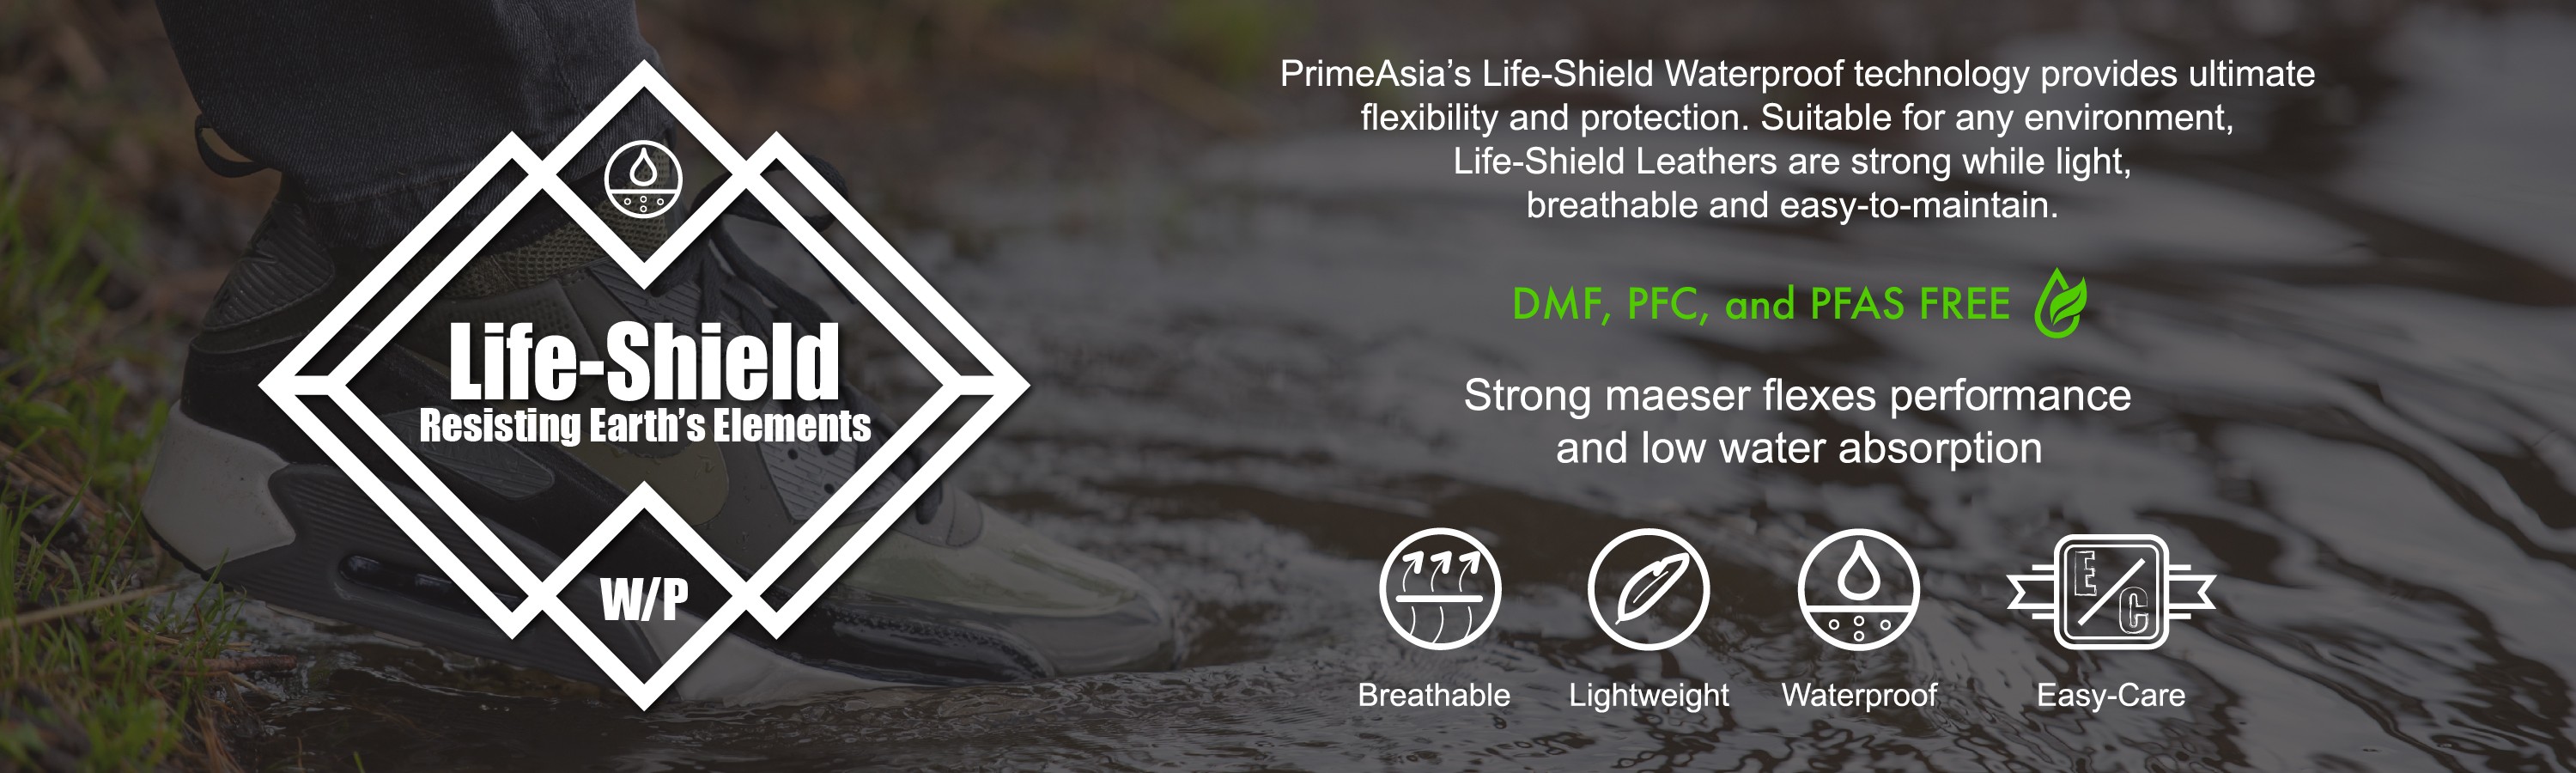 Life-Shield
Resisting Earth's Elements
W/P
PrimeAsia's Life-Shield Waterproof technology provides ultimate
flexibility and protection. Suitable for any environment,
Life-Shield Leathers are strong while light,
breathable and easy-to-maintain.
DMF, PFC, and PFAS FREE
Strong maeser flexes performance
and low water absorption
E/C
Breathable
Lightweight
Waterproof
Easy-Care